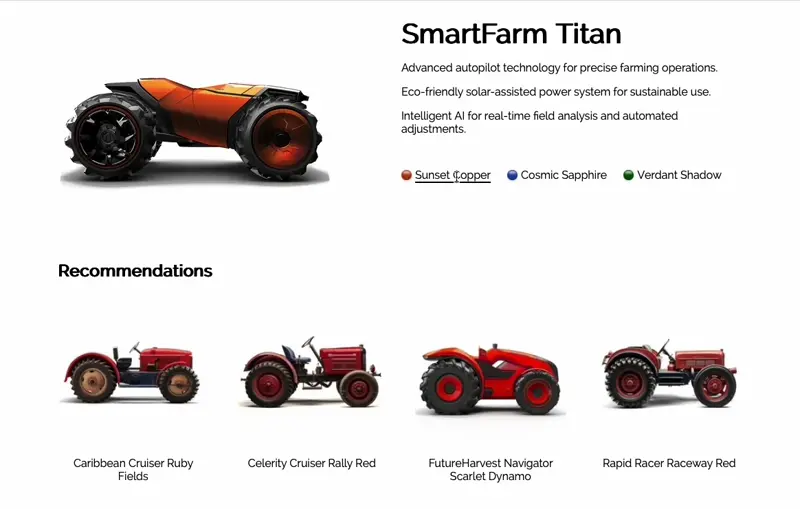 SmartFarm Titan
Advanced autopilot technology for precise farming operations.
Eco-friendly solar-assisted power system for sustainable use.
Intelligent AI for real-time field analysis and automated
adjustments.
Sunset Copper Cosmic Sapphire Verdant Shadow
Recommendations
Caribbean Cruiser Ruby
Fields
Celerity Cruiser Rally Red
FutureHarvest Navigator
Scarlet Dynamo
Rapid Racer Raceway Red